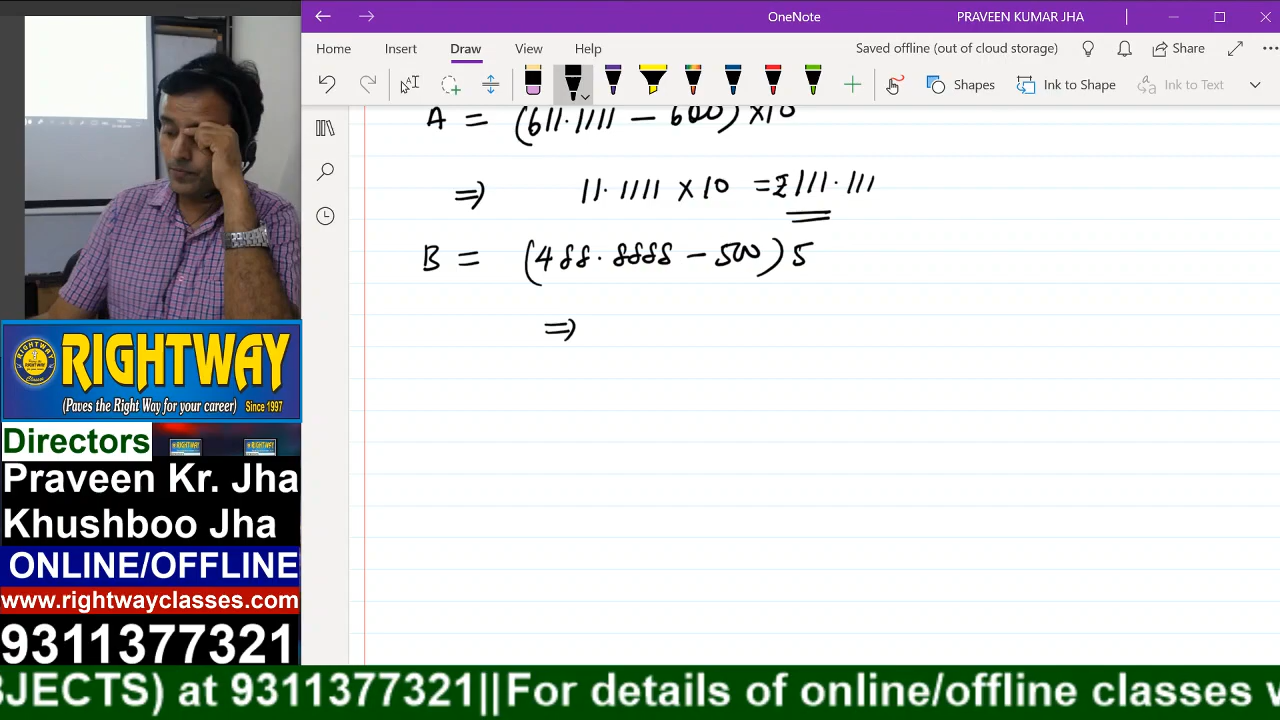 OneNote
PRAVEEN KUMAR JHA
Home Insert Draw View Help
Saved offline (out of cloud storage)
Share
Shapes
Ink to Shape
Ink to Text
A = (611.1111 - 600) × 10
⇒ 11.1111 × 10 = ₹111.111
B = (488.8888 - 500) 5
⇒
RIGHTWAY
(Paves the Right Way for your career) Since 1997
Directors
Praveen Kr. Jha
Khushboo Jha
ONLINE/OFFLINE
www.rightwayclasses.com
9311377321
BJECTS) at 9311377321||For details of online/offline classes